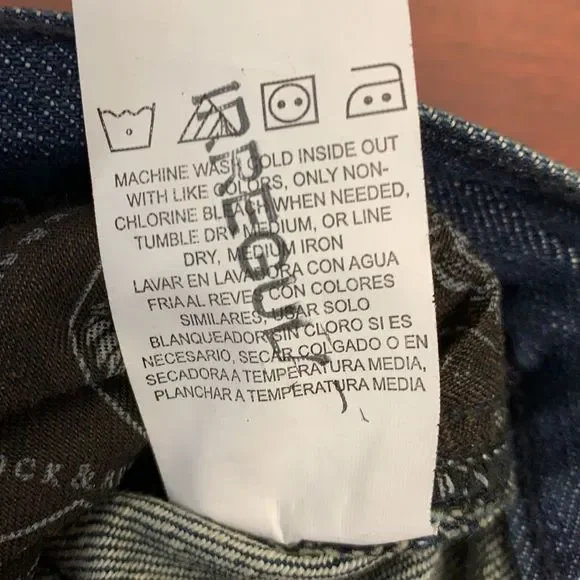 MACHINE WASH COLD INSIDE OUT
WITH LIKE COLORS, ONLY NON-
CHLORINE BLEACH WHEN NEEDED,
TUMBLE DRY MEDIUM, OR LINE
DRY, MEDIUM IRON
LAVAR EN LAVADORA CON AGUA
FRIA AL REVES CON COLORES
SIMILARES, USAR SOLO
BLANQUEADOR SIN CLORO SI ES
NECESARIO, SECAR COLGADO O EN
SECADORA A TEMPERATURA MEDIA,
PLANCHAR A TEMPERATURA MEDIA
IRREGUL
OCK &